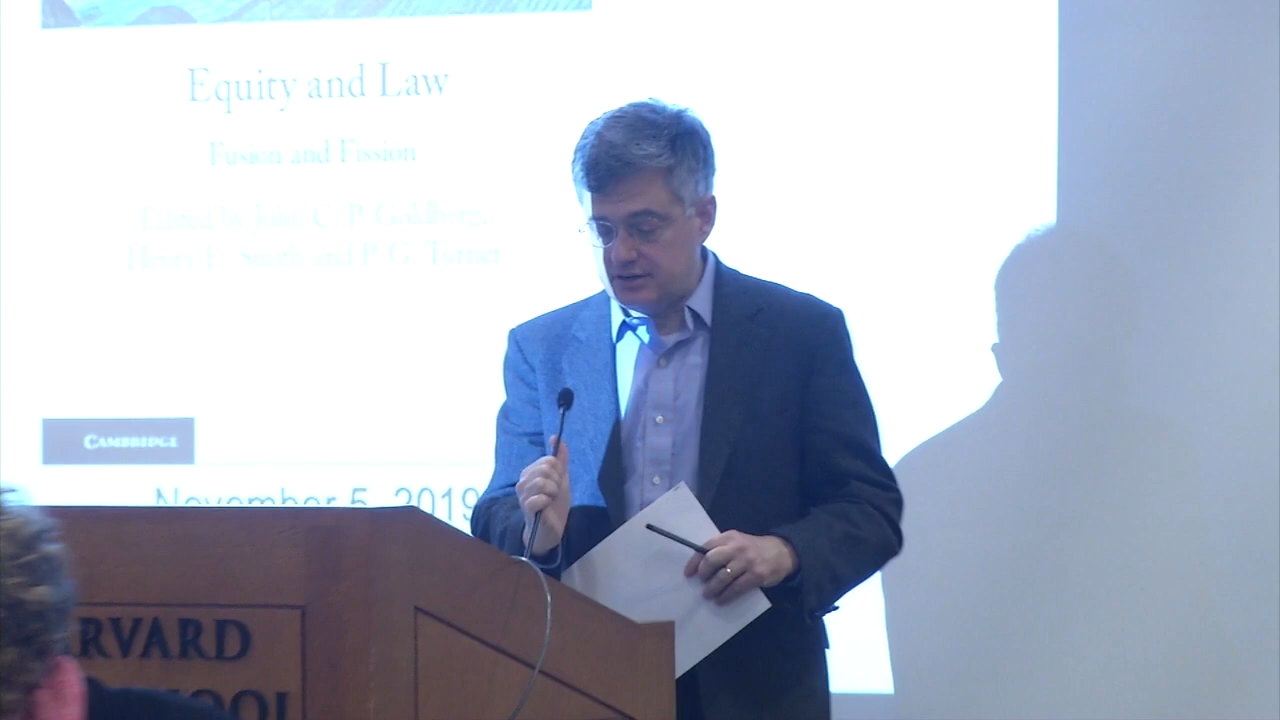 Equity and Law
Fusion and Fission
Edited by John C. P. Goldberg,
Henry E. Smith and P. G. Turner
CAMBRIDGE
November 5, 2019
RVARD
OOL